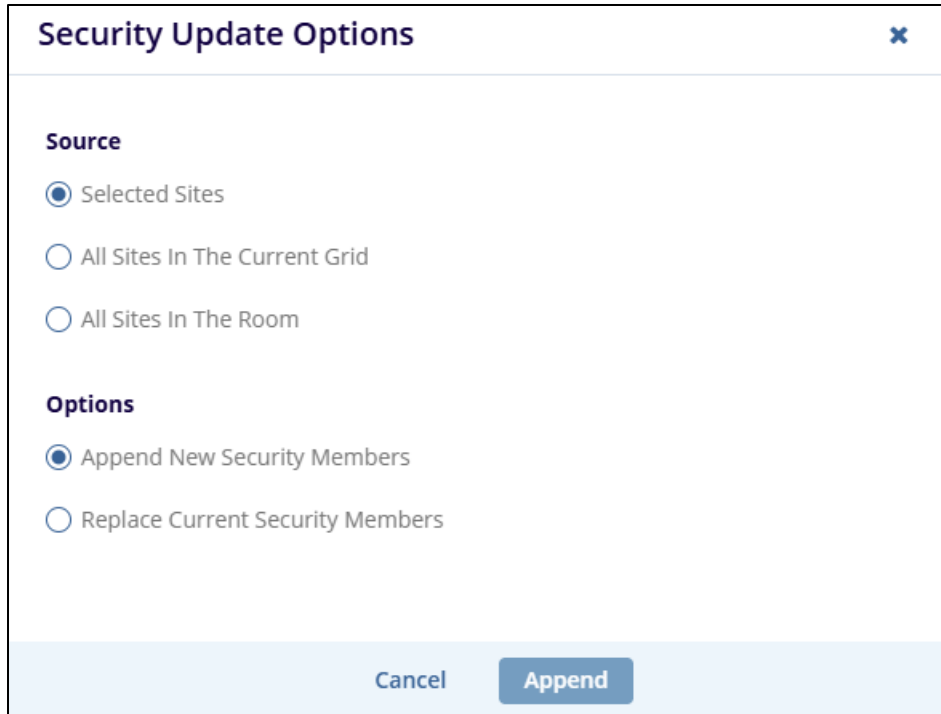 Security Update Options
Source
Selected Sites
All Sites In The Current Grid
All Sites In The Room
Options
Append New Security Members
Replace Current Security Members
Cancel
Append